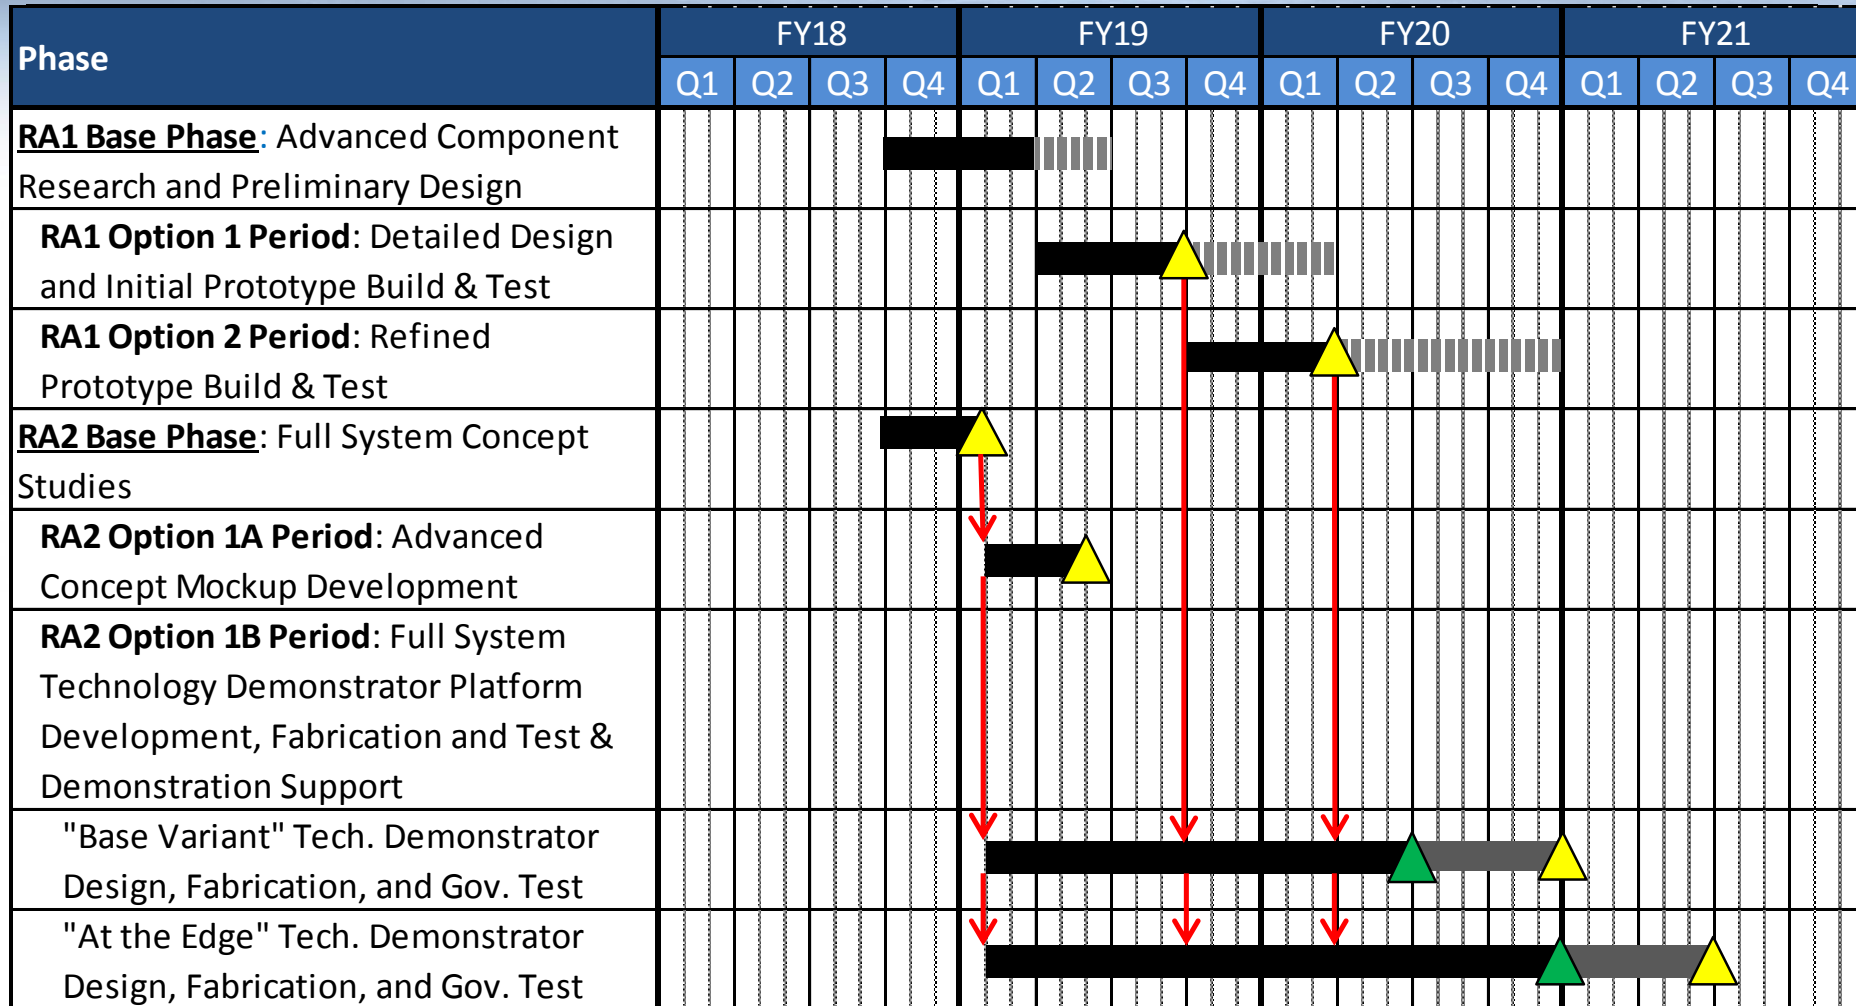 Phase
FY18 FY19 FY20 FY21
Q1 Q2 Q3 Q4 Q1 Q2 Q3 Q4 Q1 Q2 Q3 Q4 Q1 Q2 Q3 Q4
RA1 Base Phase: Advanced Component
Research and Preliminary Design
RA1 Option 1 Period: Detailed Design
and Initial Prototype Build & Test
RA1 Option 2 Period: Refined
Prototype Build & Test
RA2 Base Phase: Full System Concept
Studies
RA2 Option 1A Period: Advanced
Concept Mockup Development
RA2 Option 1B Period: Full System
Technology Demonstrator Platform
Development, Fabrication and Test &
Demonstration Support
"Base Variant" Tech. Demonstrator
Design, Fabrication, and Gov. Test
"At the Edge" Tech. Demonstrator
Design, Fabrication, and Gov. Test